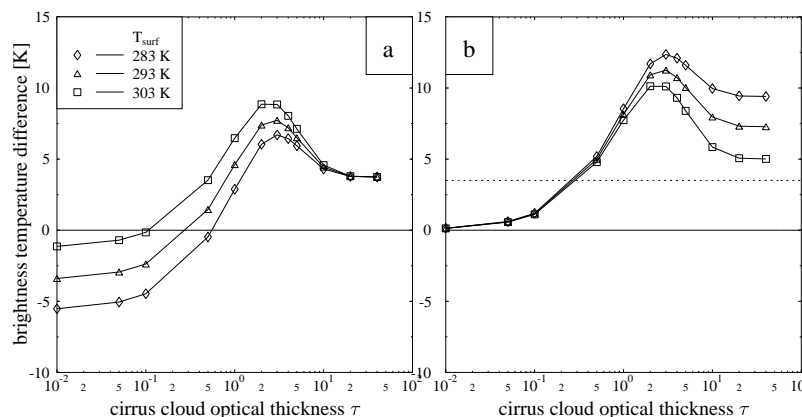 15
10
5
0
-5
-10
brightness temperature difference [K]
T_surf
283 K
293 K
303 K
a
10^-2 5 10^-1 2 5 10^0 2 5 10^1 2 5 10^2
2
cirrus cloud optical thickness τ
15
10
5
0
-5
-10
b
10^-2 2 5 10^-1 2 5 10^0 2 5 10^1 2 5 10^2
cirrus cloud optical thickness τ